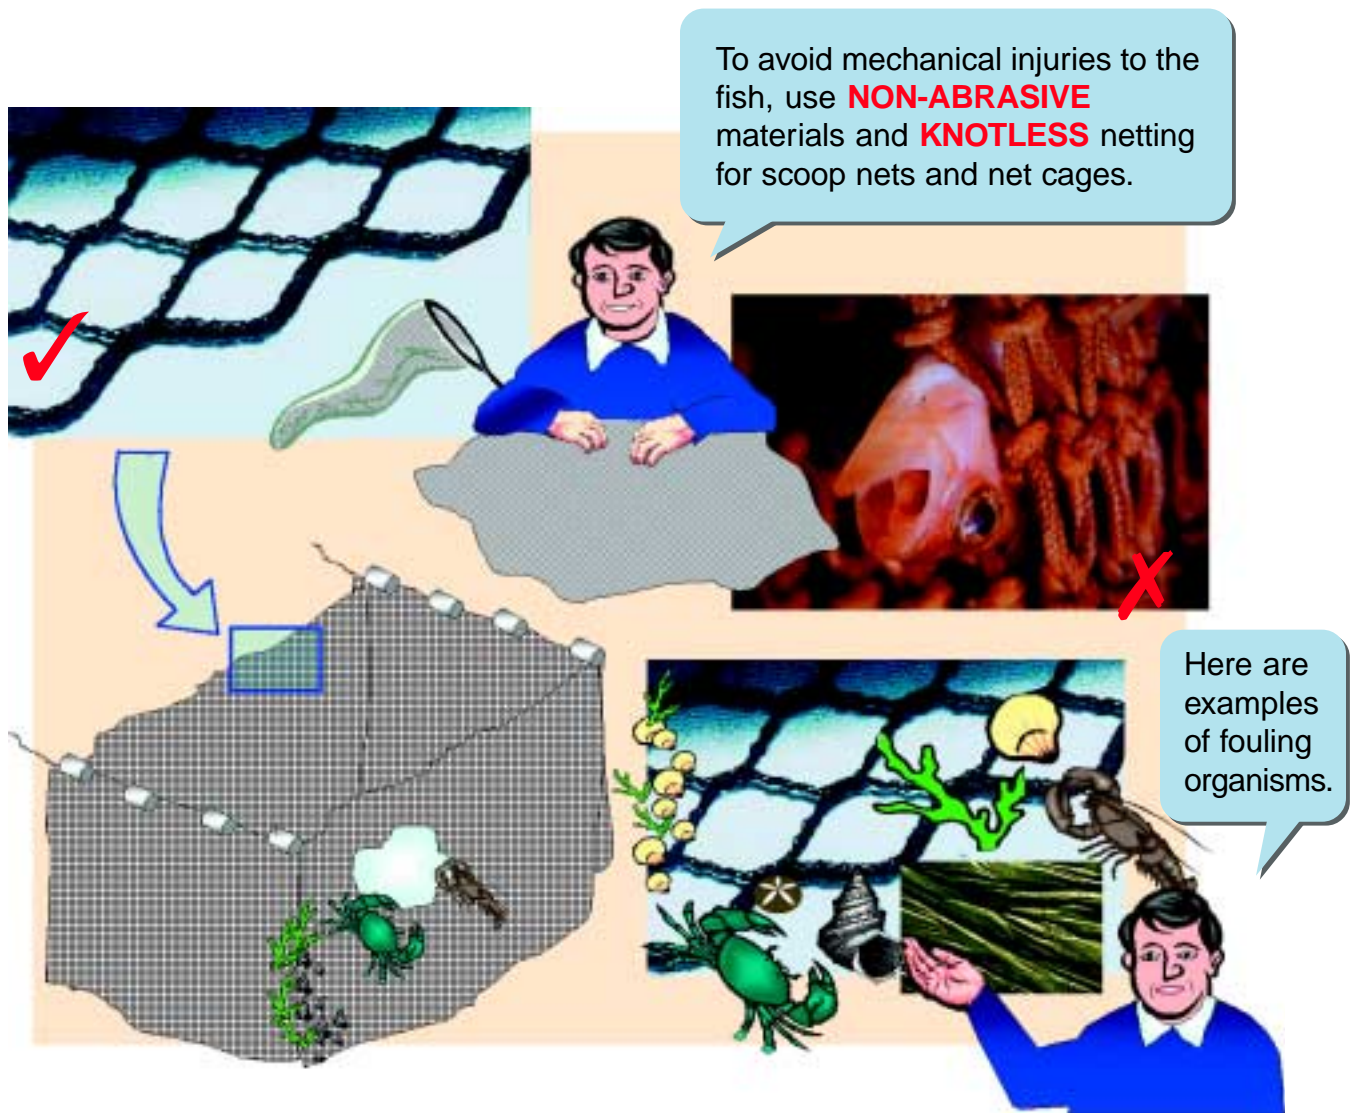 To avoid mechanical injuries to the
fish, use NON-ABRASIVE
materials and KNOTLESS netting
for scoop nets and net cages.
Here are
examples
of fouling
organisms.